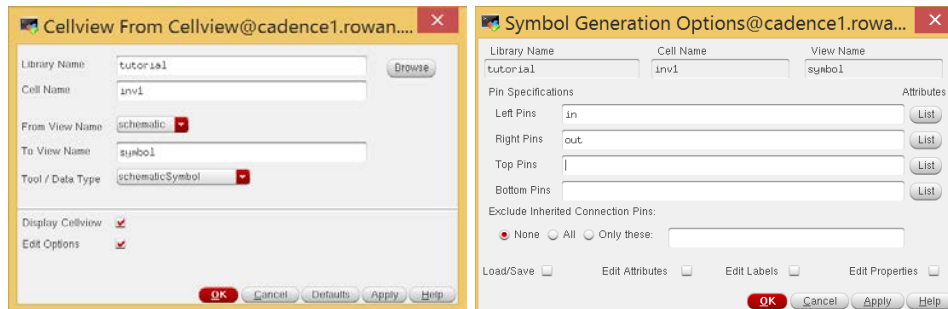 Cellview From Cellview@cadence1.rowan....
Library Name tutorial Browse
Cell Name inv1
From View Name schematic
To View Name symbol
Tool / Data Type schematicSymbol
Display Cellview
Edit Options
OK Cancel Defaults Apply Help
Symbol Generation Options@cadence1.rowa...
Library Name Cell Name View Name
tutorial inv1 symbol
Pin Specifications Attributes
Left Pins in List
Right Pins out List
Top Pins List
Bottom Pins List
Exclude Inherited Connection Pins:
None All Only these:
Load/Save Edit Attributes Edit Labels Edit Properties
OK Cancel Apply Help